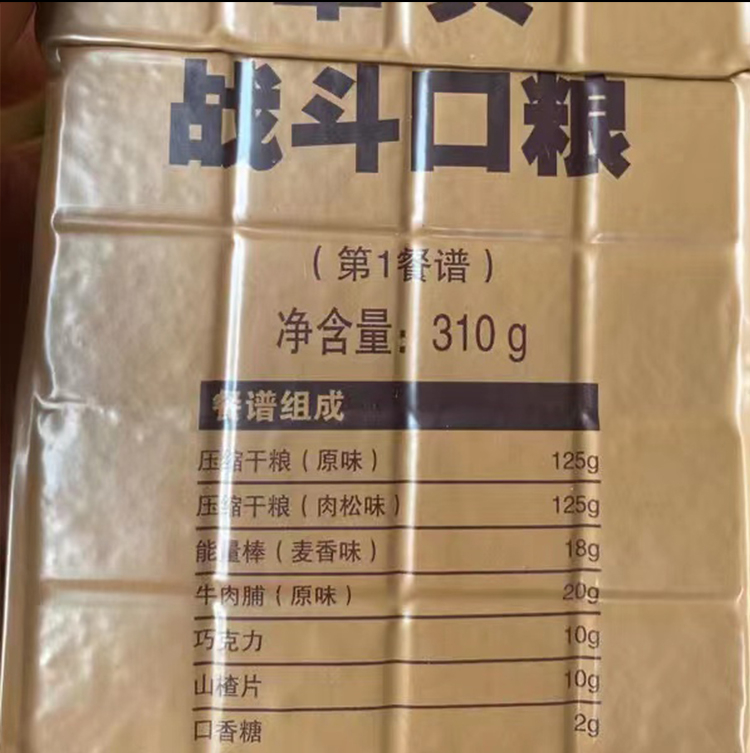 战斗口粮
(第1餐谱)
净含量: 310 g
餐谱组成
压缩干粮(原味) 125g
压缩干粮(肉松味) 125g
能量棒(麦香味) 18g
牛肉脯(原味) 20g
巧克力 10g
山楂片 10g
口香糖 2g